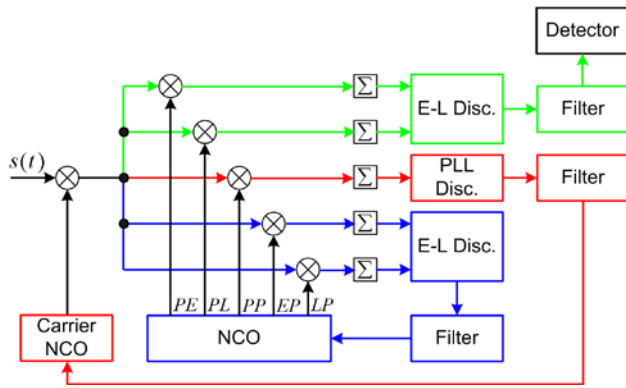 Detector
Σ
E-L Disc.
Filter
Σ
s(t)
Σ
PLL
Disc.
Filter
Σ
E-L Disc.
Σ
PE
PL
PP
EP
LP
Carrier
NCO
NCO
Filter